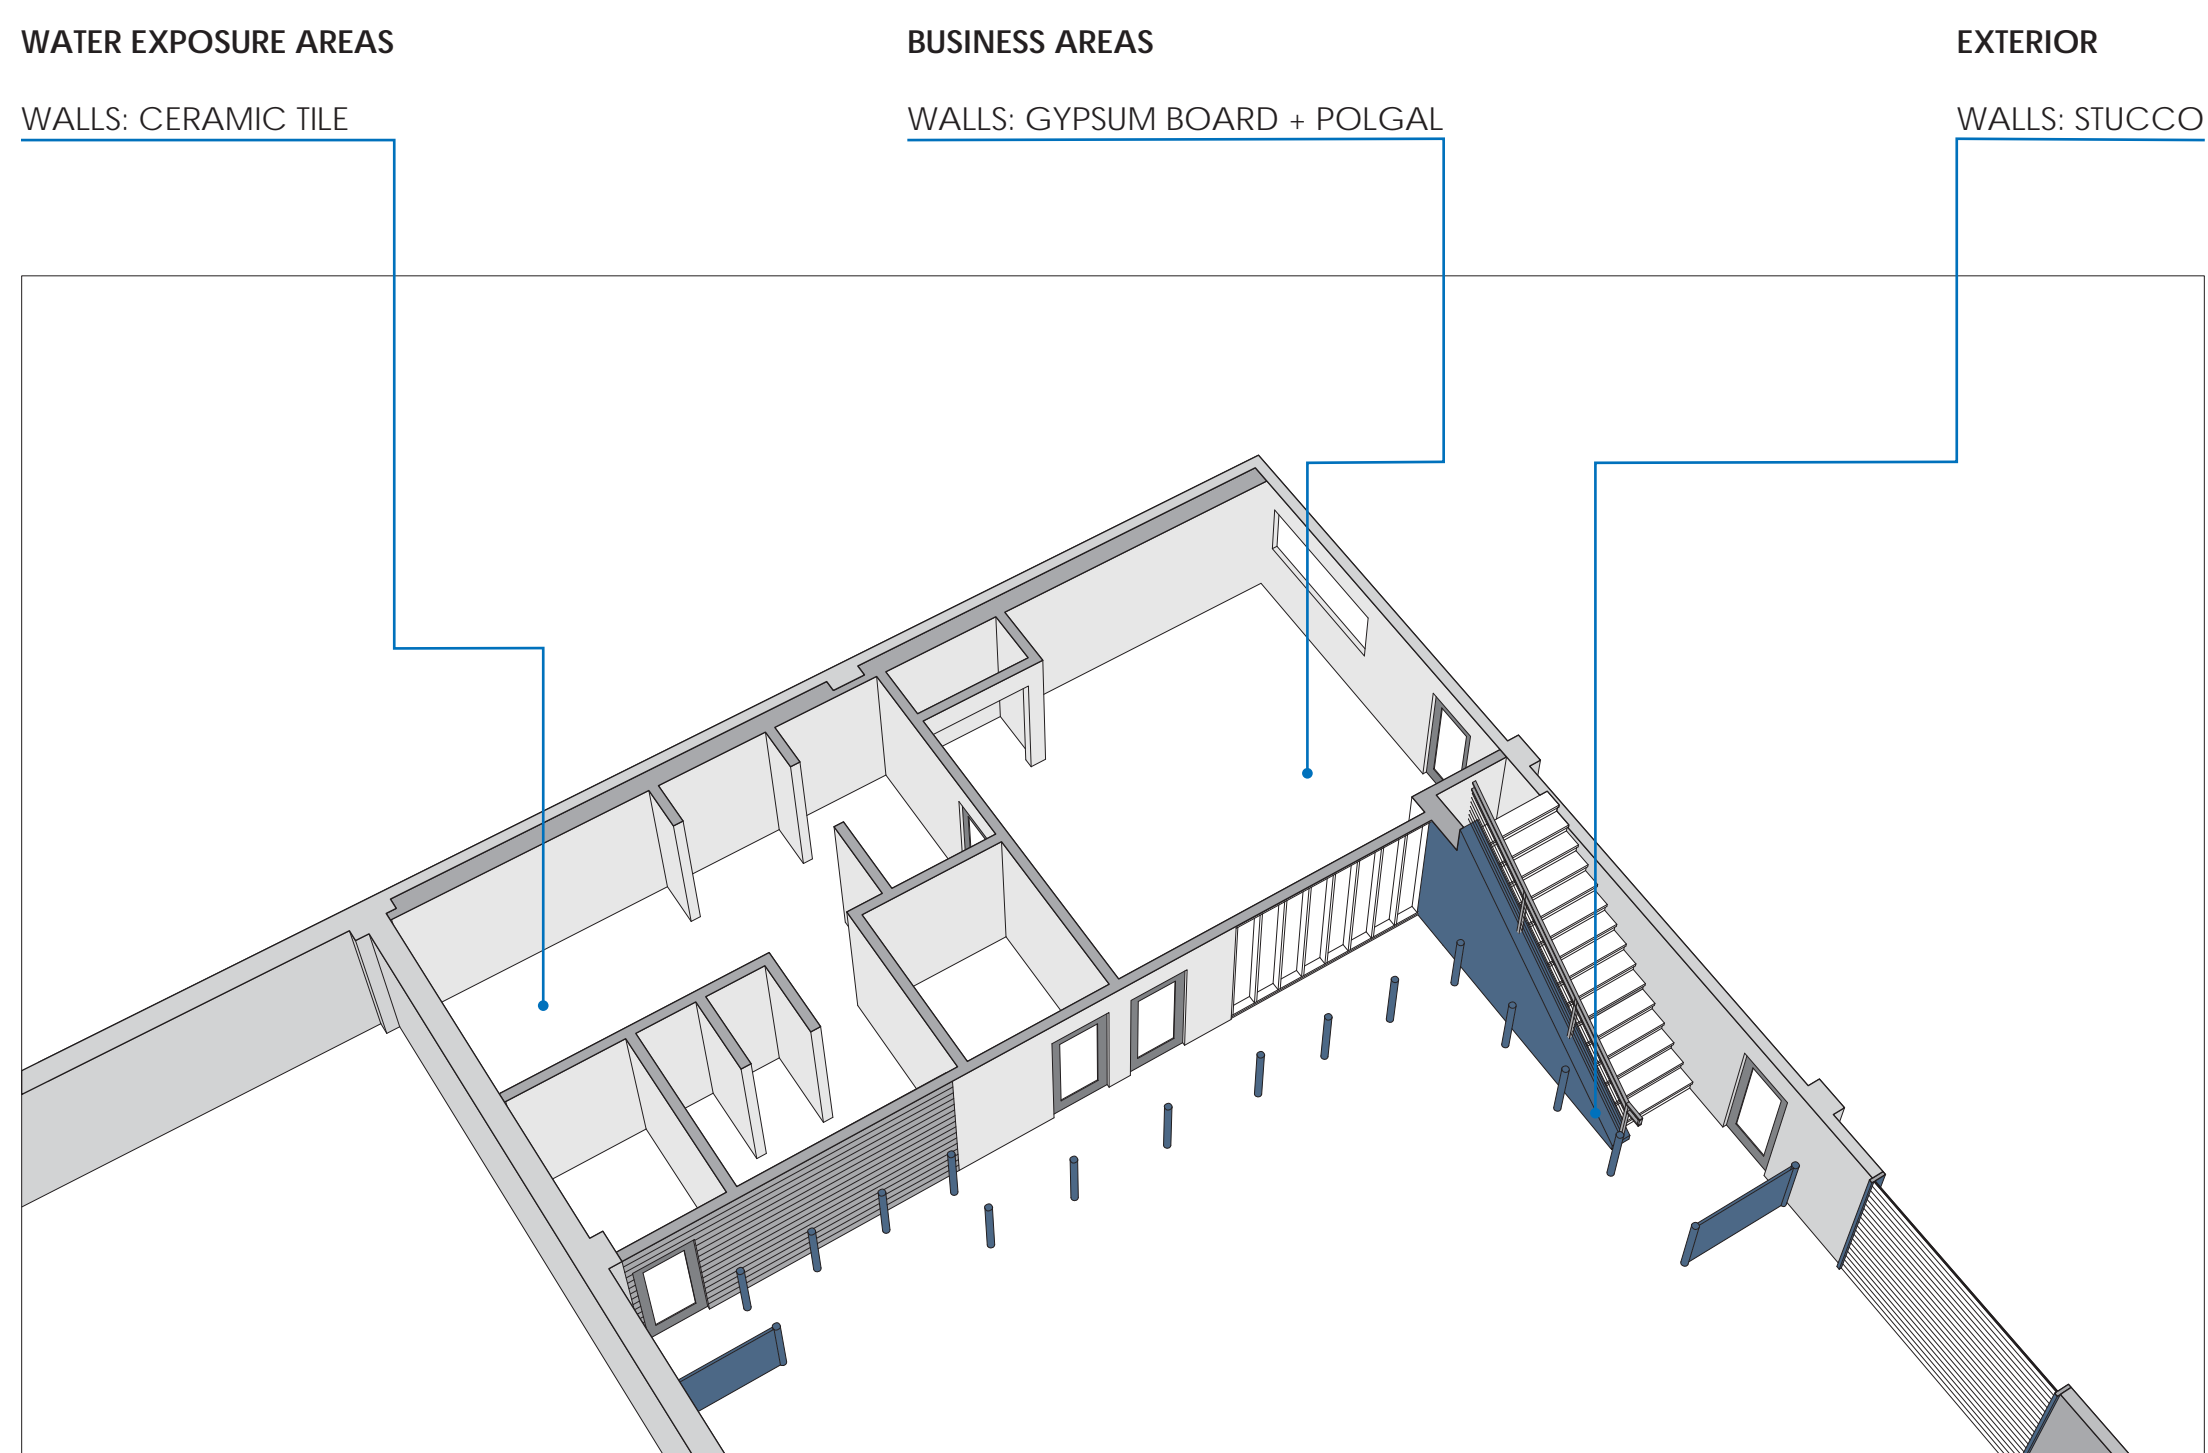 WATER EXPOSURE AREAS
WALLS: CERAMIC TILE
BUSINESS AREAS
WALLS: GYPSUM BOARD + POLGAL
EXTERIOR
WALLS: STUCCO